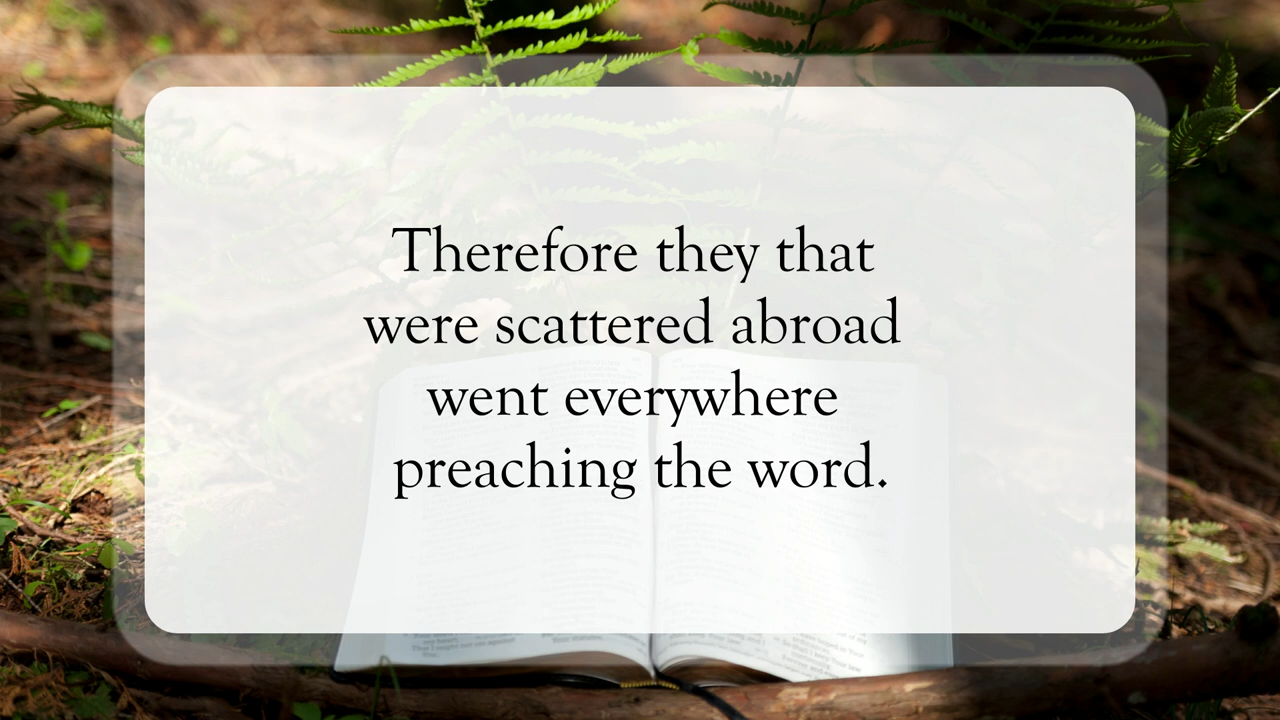 Therefore they that
were scattered abroad
went everywhere
preaching the word.